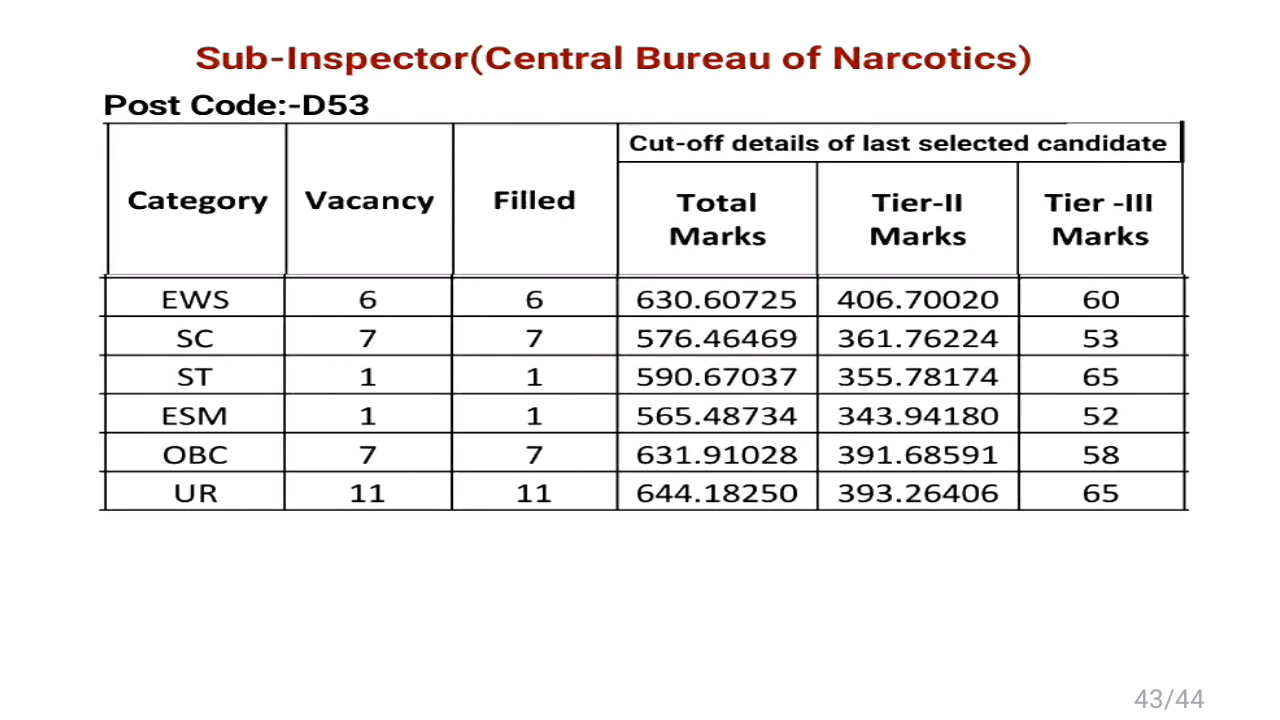 Sub-Inspector(Central Bureau of Narcotics)
Post Code:-D53
Cut-off details of last selected candidate
Category Vacancy Filled Total Marks Tier-II Marks Tier -III Marks
EWS 6 6 630.60725 406.70020 60
SC 7 7 576.46469 361.76224 53
ST 1 1 590.67037 355.78174 65
ESM 1 1 565.48734 343.94180 52
OBC 7 7 631.91028 391.68591 58
UR 11 11 644.18250 393.26406 65
43/44